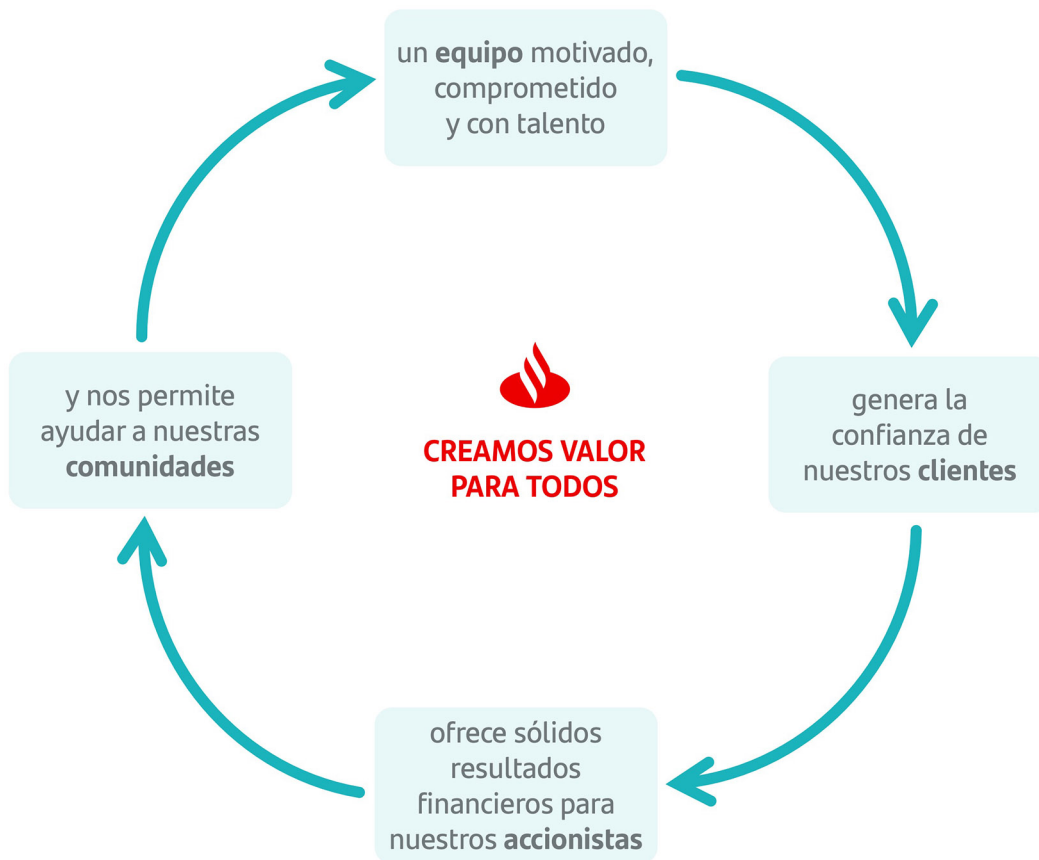 un equipo motivado,
comprometido
y con talento
genera la
confianza de
nuestros clientes
ofrece sólidos
resultados
financieros para
nuestros accionistas
y nos permite
ayudar a nuestras
comunidades
CREAMOS VALOR
PARA TODOS